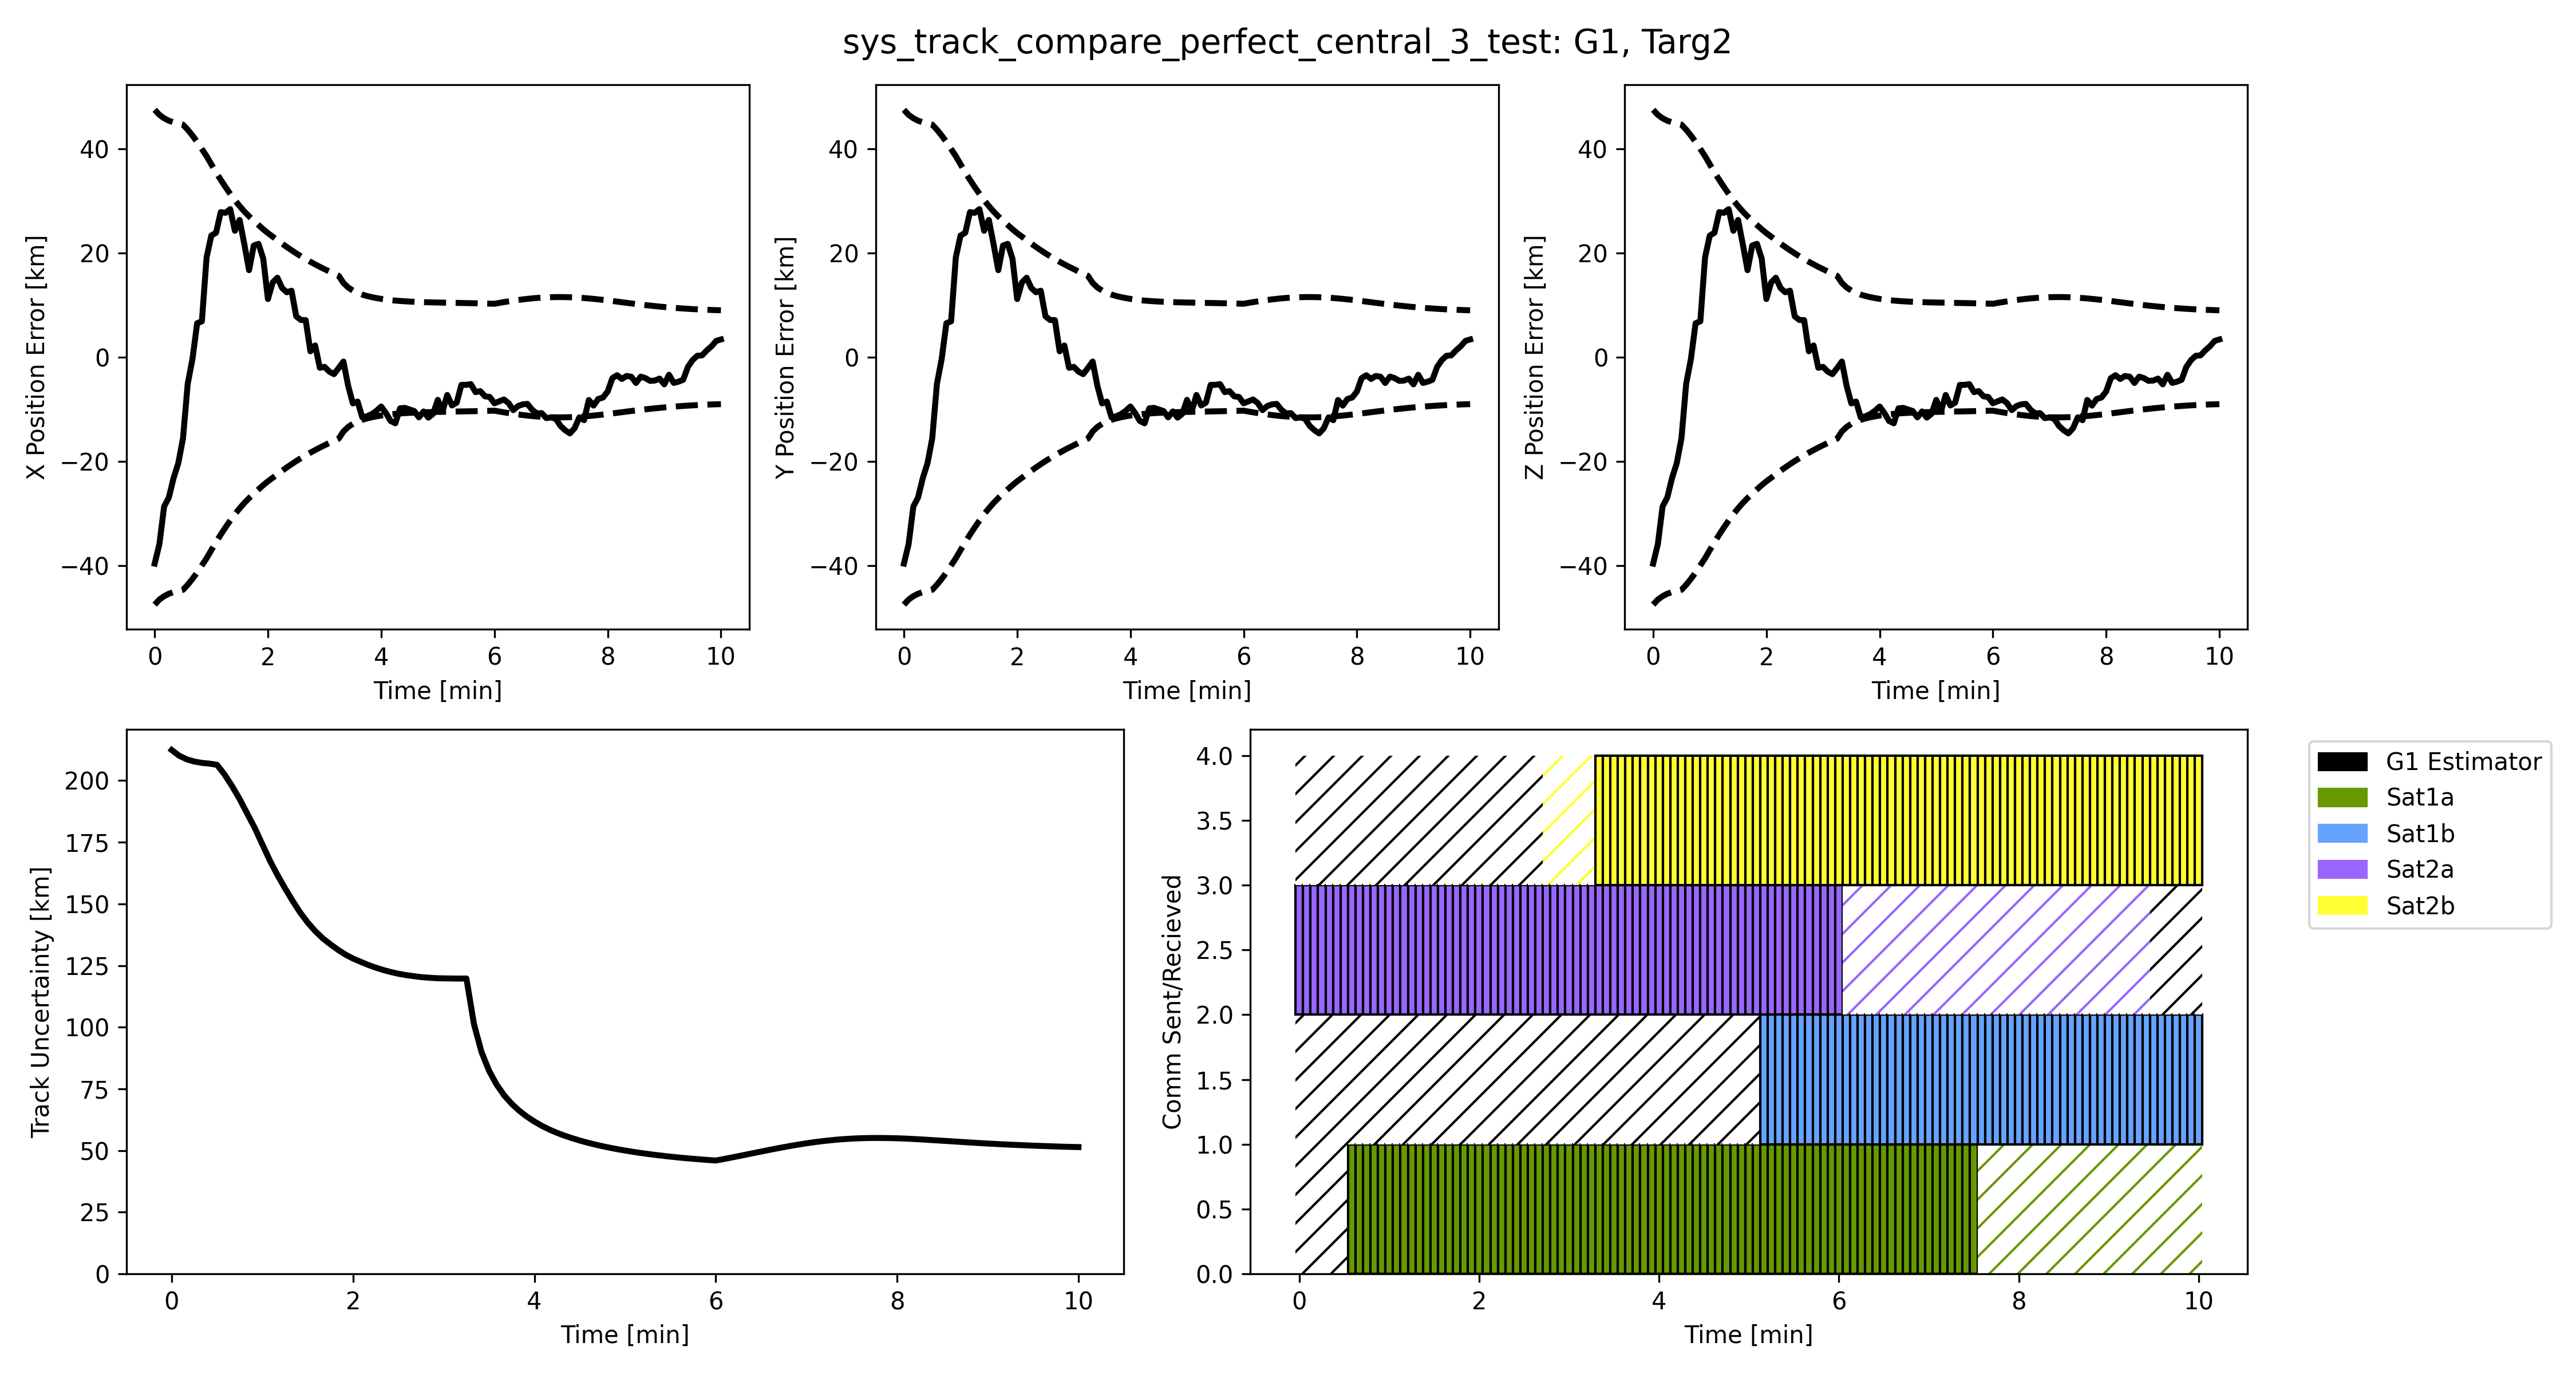 sys_track_compare_perfect_central_3_test: G1, Targ2
X Position Error [km]
40
20
0
−20
−40
0 2 4 6 8 10
Time [min]
Y Position Error [km]
40
20
0
−20
−40
0 2 4 6 8 10
Time [min]
Z Position Error [km]
40
20
0
−20
−40
0 2 4 6 8 10
Time [min]
Track Uncertainty [km]
200
175
150
125
100
75
50
25
0
0 2 4 6 8 10
Time [min]
Comm Sent/Recieved
4.0
3.5
3.0
2.5
2.0
1.5
1.0
0.5
0.0
0 2 4 6 8 10
Time [min]
G1 Estimator
Sat1a
Sat1b
Sat2a
Sat2b